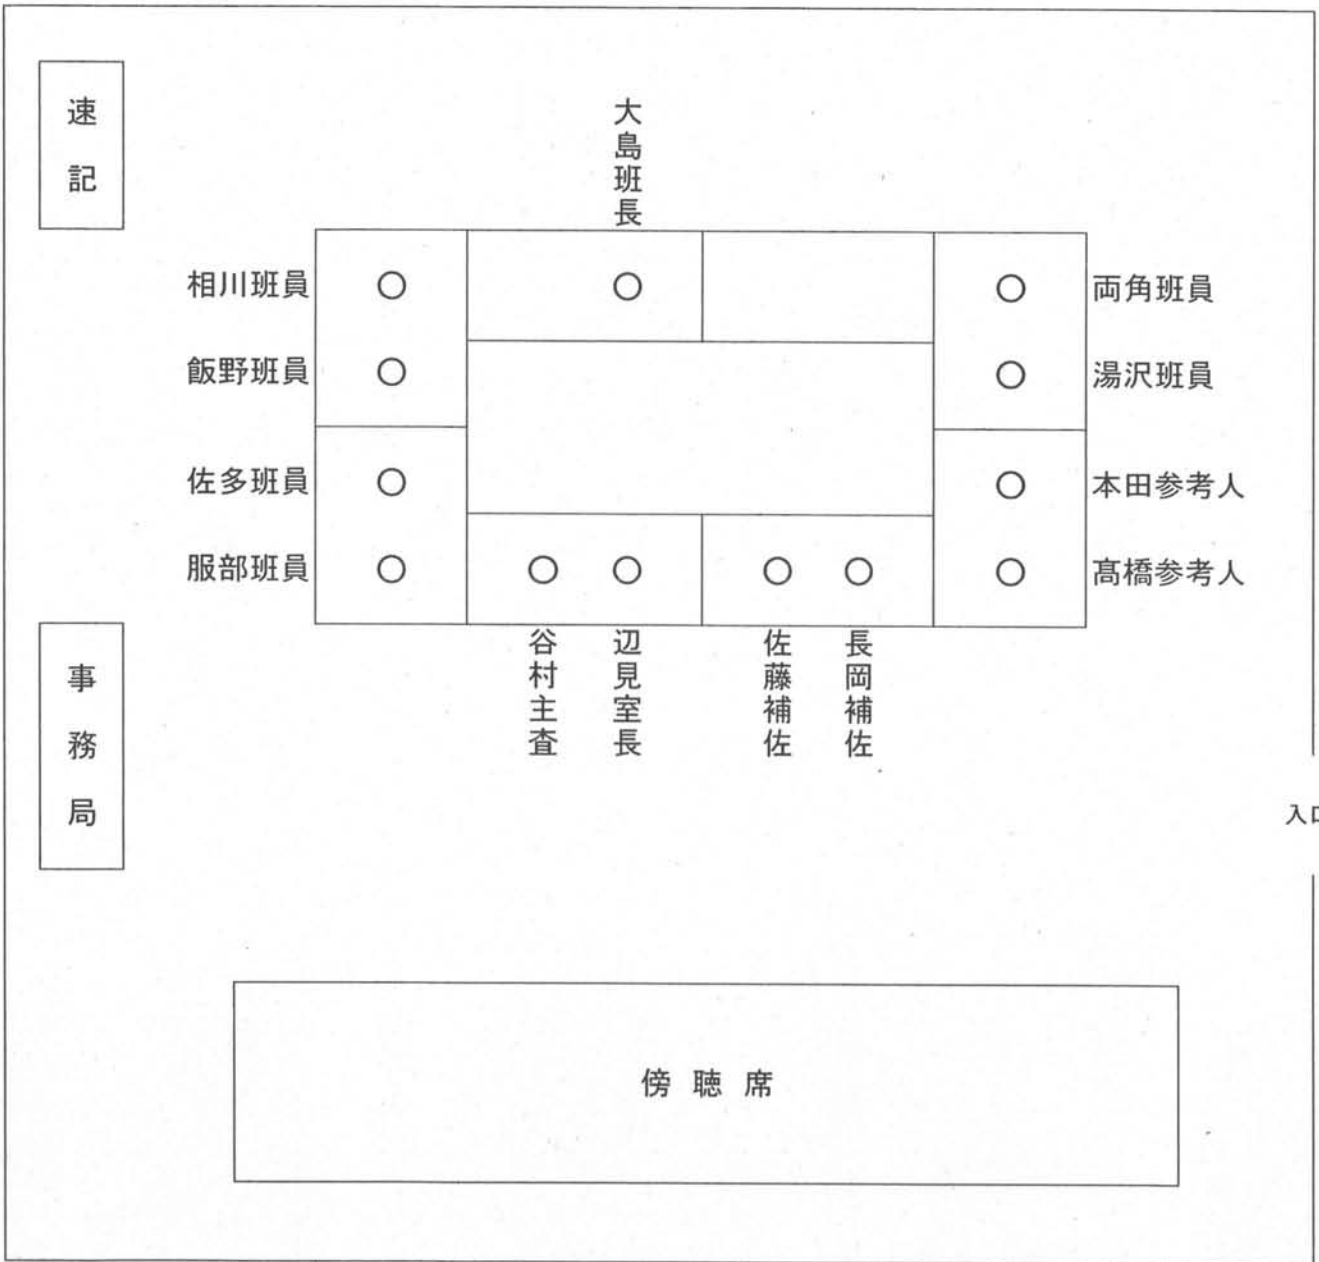 速記
大島班長
相川班員
両角班員
飯野班員
湯沢班員
佐多班員
本田参考人
服部班員
髙橋参考人
谷村主査
辺見室長
佐藤補佐
長岡補佐
事務局
入口
傍聴席